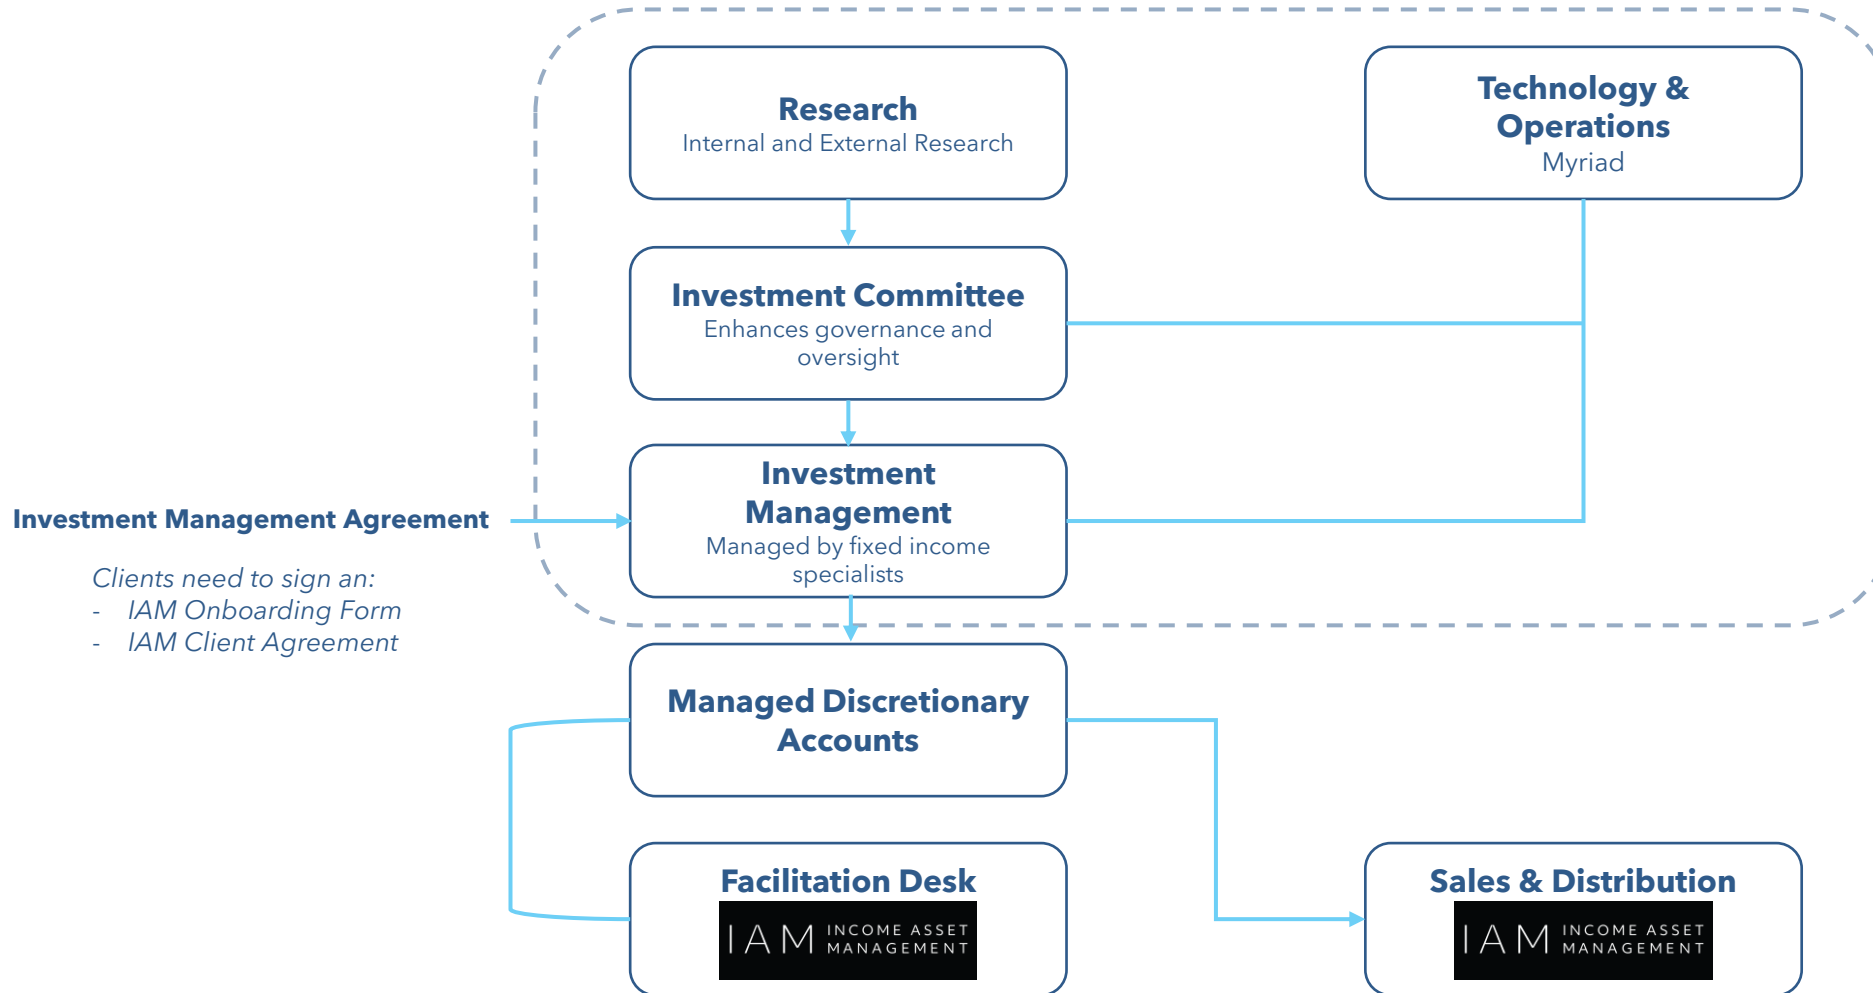 Research
Internal and External Research
Technology &
Operations
Myriad
Investment Committee
Enhances governance and
oversight
Investment
Management
Managed by fixed income
specialists
Investment Management Agreement
Clients need to sign an:
- IAM Onboarding Form
- IAM Client Agreement
Managed Discretionary
Accounts
Facilitation Desk
IAM INCOME ASSET
MANAGEMENT
Sales & Distribution
IAM INCOME ASSET
MANAGEMENT